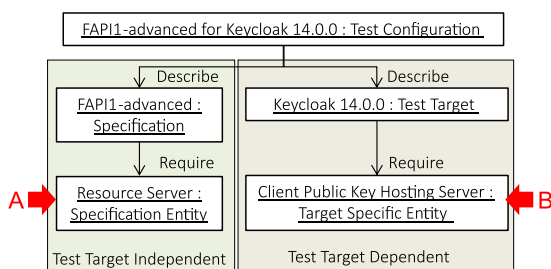 FAPI1-advanced for Keycloak 14.0.0 : Test Configuration
Describe
Describe
FAPI1-advanced :
Specification
Keycloak 14.0.0 : Test Target
Require
Require
A
Resource Server :
Specification Entity
Client Public Key Hosting Server :
Target Specific Entity
B
Test Target Independent
Test Target Dependent